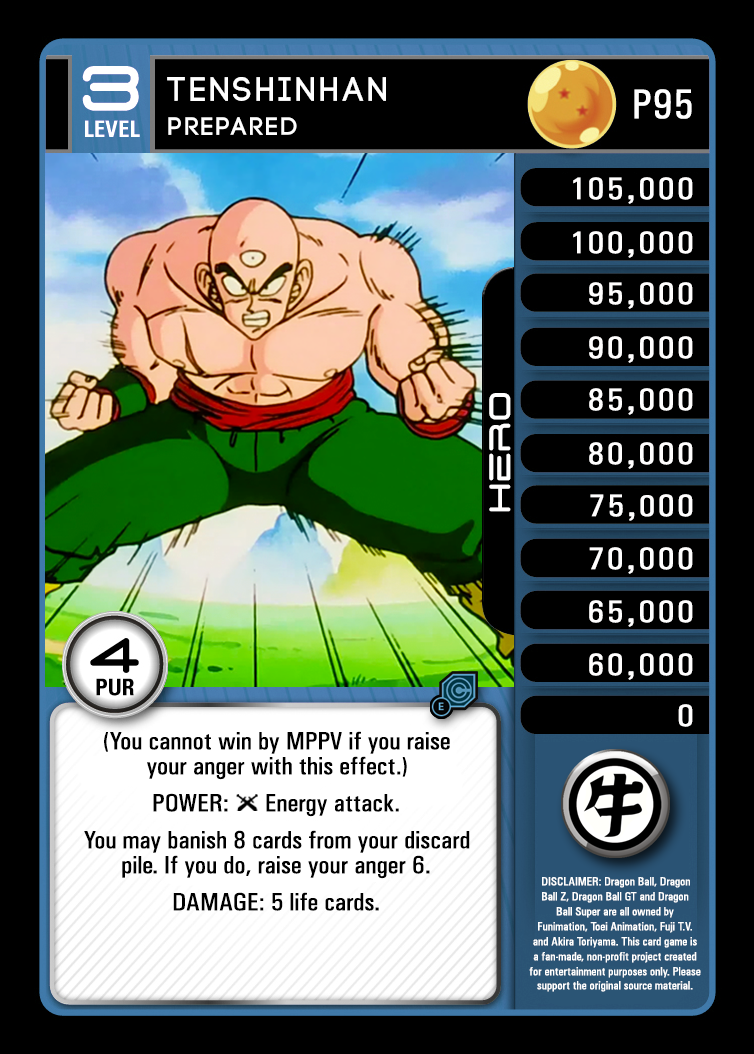 3
LEVEL
TENSHINHAN
PREPARED
P95
105,000
100,000
95,000
90,000
85,000
80,000
75,000
70,000
65,000
60,000
0
HERO
4
PUR
C
E
(You cannot win by MPPV if you raise
your anger with this effect.)
POWER: Energy attack.
You may banish 8 cards from your discard
pile. If you do, raise your anger 6.
DAMAGE: 5 life cards.
牛
DISCLAIMER: Dragon Ball, Dragon
Ball Z, Dragon Ball GT and Dragon
Ball Super are all owned by
Funimation, Toei Animation, Fuji T.V.
and Akira Toriyama. This card game is
a fan-made, non-profit project created
for entertainment purposes only. Please
support the original source material.